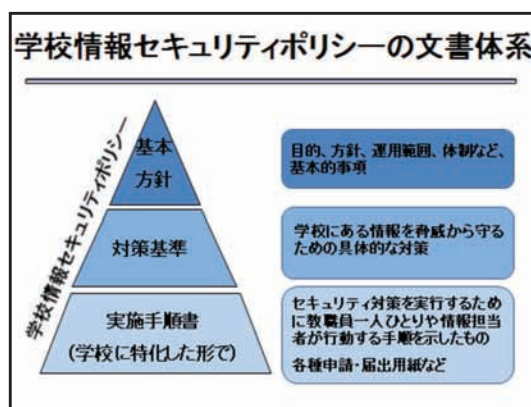 学校情報セキュリティポリシーの文書体系
学校情報セキュリティポリシー
基本
方針
目的、方針、運用範囲、体制など、
基本的事項
対策基準
学校にある情報を脅威から守る
ための具体的な対策
実施手順書
(学校に特化した形で)
セキュリティ対策を実行するため
に教職員一人ひとりや情報担当
者が行動する手順を示したもの
各種申請・届出用紙など